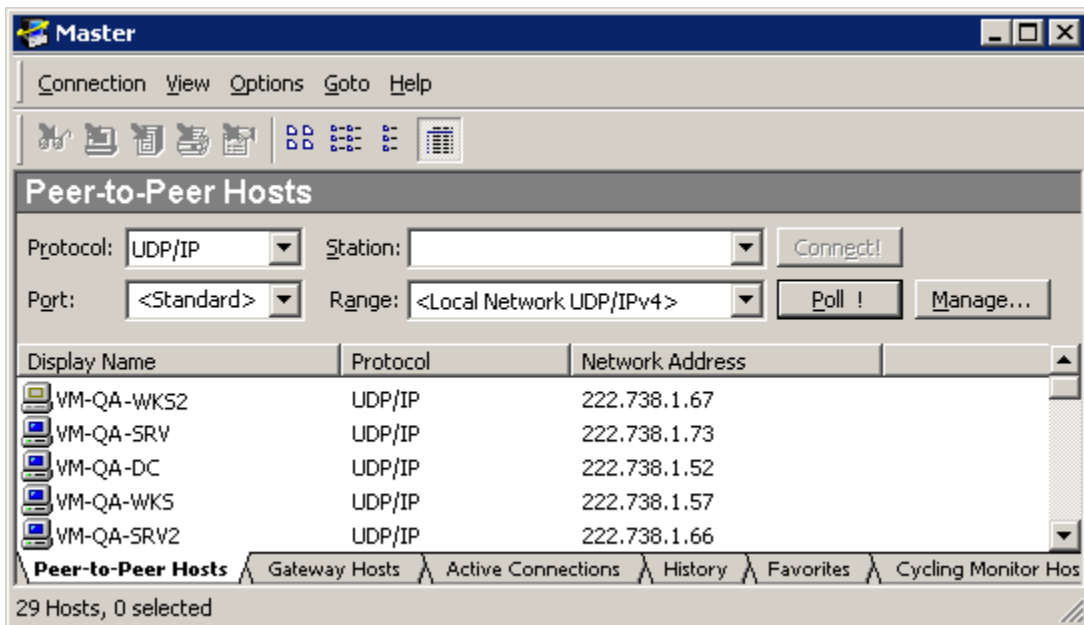 Master
Connection View Options Goto Help
Peer-to-Peer Hosts
Protocol: UDP/IP Station: Connect!
Port: <Standard> Range: <Local Network UDP/IPv4> Poll ! Manage...
Display Name Protocol Network Address
VM-QA-WKS2 UDP/IP 222.738.1.67
VM-QA-SRV UDP/IP 222.738.1.73
VM-QA-DC UDP/IP 222.738.1.52
VM-QA-WKS UDP/IP 222.738.1.57
VM-QA-SRV2 UDP/IP 222.738.1.66
Peer-to-Peer Hosts Gateway Hosts Active Connections History Favorites Cycling Monitor Hos
29 Hosts, 0 selected